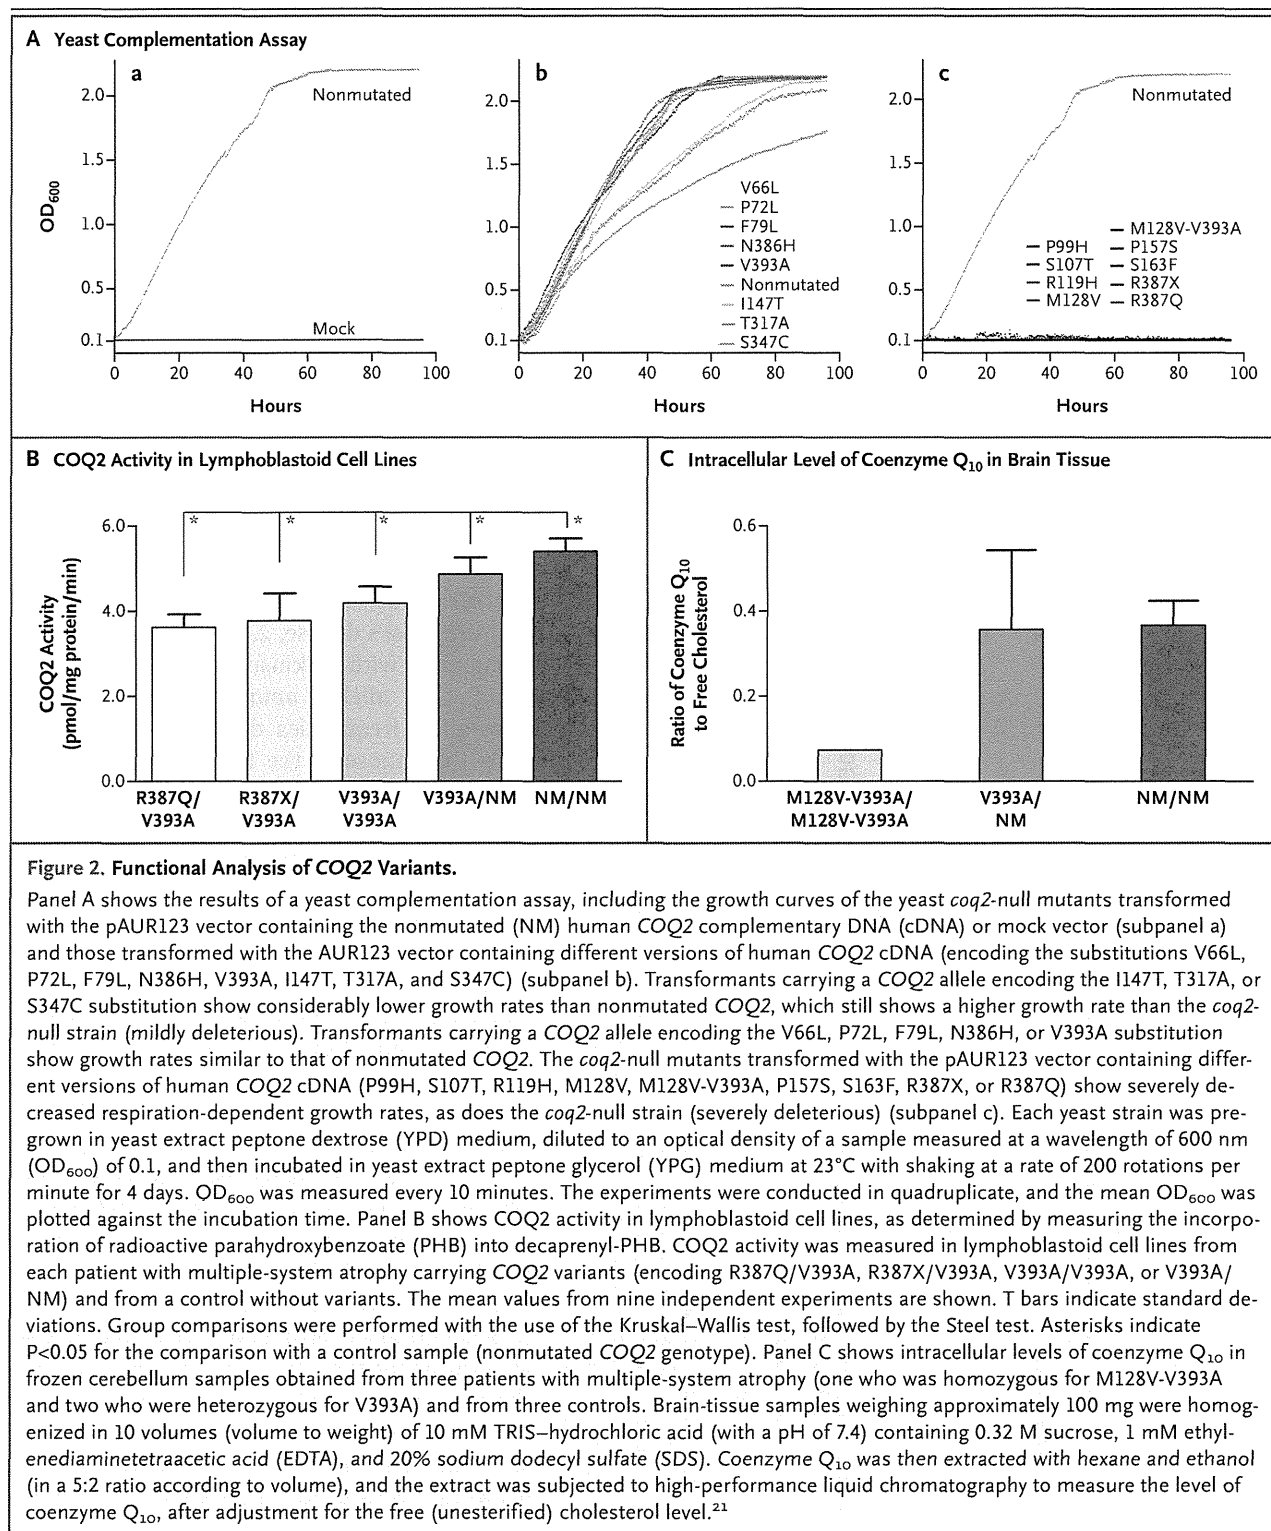 A Yeast Complementation Assay
a
2.0
1.5
1.0
0.5
0.1
OD600
Nonmutated
Mock
0 20 40 60 80 100
Hours
b
2.0
1.5
1.0
0.5
0.1
V66L
P72L
F79L
N386H
V393A
Nonmutated
I147T
T317A
S347C
0 20 40 60 80 100
Hours
c
2.0
1.5
1.0
0.5
0.1
Nonmutated
M128V-V393A
P99H P157S
S107T S163F
R119H R387X
M128V R387Q
0 20 40 60 80 100
Hours
B COQ2 Activity in Lymphoblastoid Cell Lines
COQ2 Activity
(pmol/mg protein/min)
6.0
4.0
2.0
0.0
* * * * *
R387Q/ R387X/ V393A/ V393A/NM NM/NM
V393A V393A V393A
C Intracellular Level of Coenzyme Q10 in Brain Tissue
Ratio of Coenzyme Q10
to Free Cholesterol
0.6
0.4
0.2
0.0
M128V-V393A/ V393A/ NM/NM
M128V-V393A NM
Figure 2. Functional Analysis of COQ2 Variants.
Panel A shows the results of a yeast complementation assay, including the growth curves of the yeast coq2-null mutants transformed
with the pAUR123 vector containing the nonmutated (NM) human COQ2 complementary DNA (cDNA) or mock vector (subpanel a)
and those transformed with the AUR123 vector containing different versions of human COQ2 cDNA (encoding the substitutions V66L,
P72L, F79L, N386H, V393A, I147T, T317A, and S347C) (subpanel b). Transformants carrying a COQ2 allele encoding the I147T, T317A, or
S347C substitution show considerably lower growth rates than nonmutated COQ2, which still shows a higher growth rate than the coq2-
null strain (mildly deleterious). Transformants carrying a COQ2 allele encoding the V66L, P72L, F79L, N386H, or V393A substitution
show growth rates similar to that of nonmutated COQ2. The coq2-null mutants transformed with the pAUR123 vector containing differ-
ent versions of human COQ2 cDNA (P99H, S107T, R119H, M128V, M128V-V393A, P157S, S163F, R387X, or R387Q) show severely de-
creased respiration-dependent growth rates, as does the coq2-null strain (severely deleterious) (subpanel c). Each yeast strain was pre-
grown in yeast extract peptone dextrose (YPD) medium, diluted to an optical density of a sample measured at a wavelength of 600 nm
(OD600) of 0.1, and then incubated in yeast extract peptone glycerol (YPG) medium at 23°C with shaking at a rate of 200 rotations per
minute for 4 days. OD600 was measured every 10 minutes. The experiments were conducted in quadruplicate, and the mean OD600 was
plotted against the incubation time. Panel B shows COQ2 activity in lymphoblastoid cell lines, as determined by measuring the incorpo-
ration of radioactive parahydroxybenzoate (PHB) into decaprenyl-PHB. COQ2 activity was measured in lymphoblastoid cell lines from
each patient with multiple-system atrophy carrying COQ2 variants (encoding R387Q/V393A, R387X/V393A, V393A/V393A, or V393A/
NM) and from a control without variants. The mean values from nine independent experiments are shown. T bars indicate standard de-
viations. Group comparisons were performed with the use of the Kruskal–Wallis test, followed by the Steel test. Asterisks indicate
P<0.05 for the comparison with a control sample (nonmutated COQ2 genotype). Panel C shows intracellular levels of coenzyme Q10 in
frozen cerebellum samples obtained from three patients with multiple-system atrophy (one who was homozygous for M128V-V393A
and two who were heterozygous for V393A) and from three controls. Brain-tissue samples weighing approximately 100 mg were homog-
enized in 10 volumes (volume to weight) of 10 mM TRIS–hydrochloric acid (with a pH of 7.4) containing 0.32 M sucrose, 1 mM ethyl-
enediaminetetraacetic acid (EDTA), and 20% sodium dodecyl sulfate (SDS). Coenzyme Q10 was then extracted with hexane and ethanol
(in a 5:2 ratio according to volume), and the extract was subjected to high-performance liquid chromatography to measure the level of
coenzyme Q10, after adjustment for the free (unesterified) cholesterol level.21